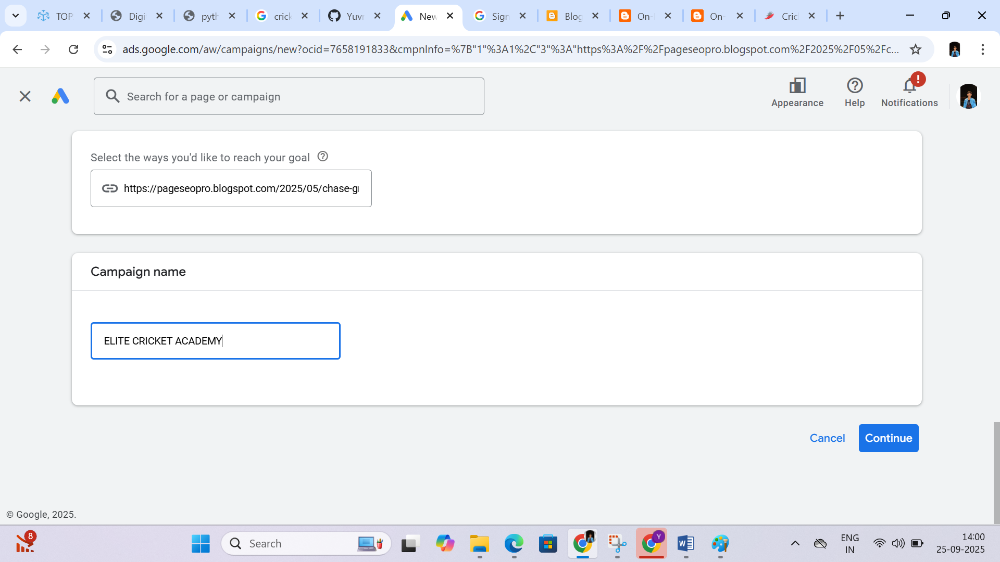 TOP
Digi
pyth
crick
Yuvr
New
Sign
Blog
On-
On-
Cric
ads.google.com/aw/campaigns/new?ocid=7658191833&cmpnInfo=%7B"1"%3A1%2C"3"%3A"https%3A%2F%2Fpageseopro.blogspot.com%2F2025%2F05%2Fc...
Search for a page or campaign
Appearance
Help
Notifications
Select the ways you'd like to reach your goal
https://pageseopro.blogspot.com/2025/05/chase-gr
Campaign name
ELITE CRICKET ACADEMY
Cancel
Continue
© Google, 2025.
8
Search
Y
ENG
IN
14:00
25-09-2025